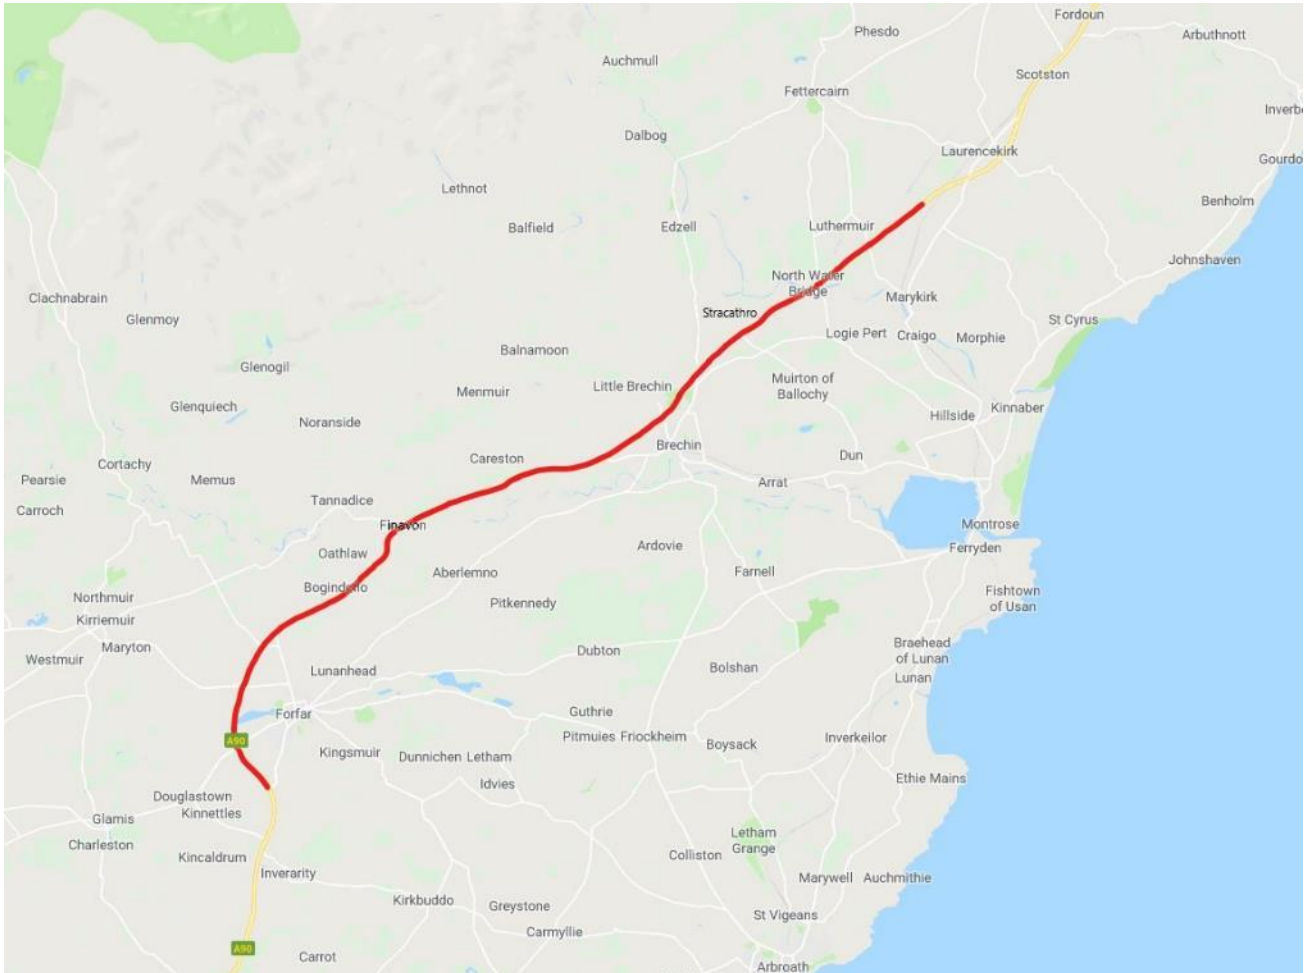 Fordoun
Phesdo
Arbuthnott
Auchmull
Scotston
Fettercairn
Inverb
Dalbog
Laurencekirk
Gourdo
Lethnot
Benholm
Balfield
Edzell
Luthermuir
Johnshaven
North Water
Bridge
Clachnabrain
Marykirk
Glenmoy
Stracathro
St Cyrus
Logie Pert
Craigo
Morphie
Balnamoon
Glenogil
Little Brechin
Muirton of
Ballochy
Menmuir
Glenquiech
Noranside
Hillside
Kinnaber
Brechin
Careston
Dun
Cortachy
Pearsie
Memus
Arrat
Tannadice
Carroch
Finavon
Montrose
Oathlaw
Ardovie
Ferryden
Aberlemno
Farnell
Bogindollo
Fishtown
of Usan
Northmuir
Pitkennedy
Kirriemuir
Maryton
Braehead
of Lunan
Westmuir
Dubton
Lunanhead
Bolshan
Lunan
Forfar
Guthrie
A90
Pitmuies
Friockheim
Boysack
Inverkeilor
Kingsmuir
Dunnichen
Letham
Idvies
Ethie Mains
Douglastown
Kinnettles
Glamis
Charleston
Letham
Grange
Kincaldrum
Colliston
Inverarity
Marywell
Auchmithie
Kirkbuddo
Greystone
St Vigeans
Carmyllie
A90
Carrot
Arbroath